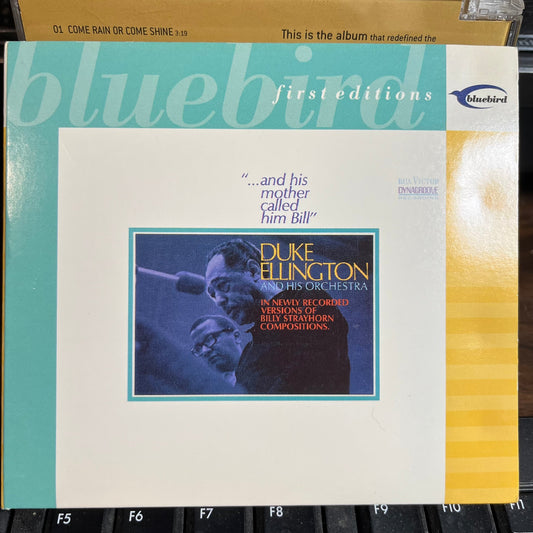 01 COME RAIN OR COME SHINE 3:19
This is the album that redefined the
bluebird
first editions
bluebird
"...and his
mother
called
him Bill"
RCA VICTOR
DYNAGROOVE
RECORDING
DUKE
ELLINGTON
AND HIS ORCHESTRA
IN NEWLY RECORDED
VERSIONS OF
BILLY STRAYHORN
COMPOSITIONS.
F5 F6 F7 F8 F9 F10 F11